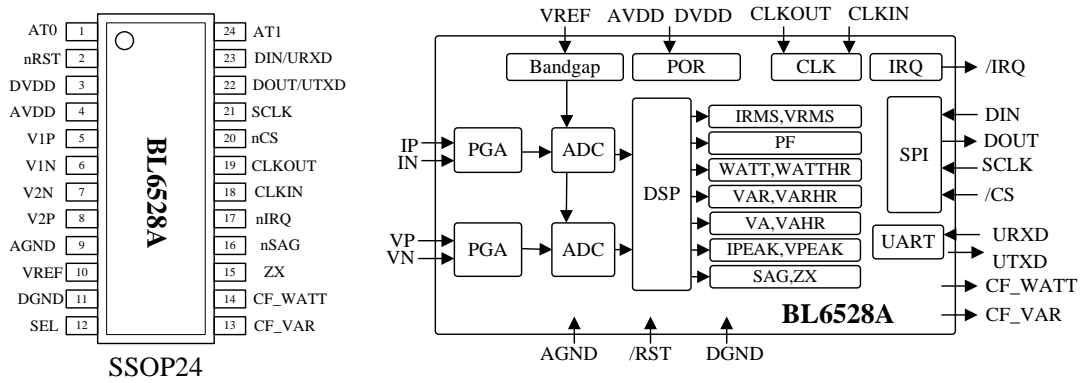 AT0 1 24 AT1
nRST 2 23 DIN/URXD
DVDD 3 22 DOUT/UTXD
AVDD 4 21 SCLK
V1P 5 20 nCS
V1N 6 19 CLKOUT
V2N 7 18 CLKIN
V2P 8 17 nIRQ
AGND 9 16 nSAG
VREF 10 15 ZX
DGND 11 14 CF_WATT
SEL 12 13 CF_VAR
BL6528A
SSOP24
VREF AVDD DVDD CLKOUT CLKIN
Bandgap POR CLK IRQ /IRQ
IP
IN
PGA ADC
VP
VN
PGA ADC
DSP
IRMS,VRMS
PF
WATT,WATTHR
VAR,VARHR
VA,VAHR
IPEAK,VPEAK
SAG,ZX
SPI
DIN
DOUT
SCLK
/CS
UART
URXD
UTXD
CF_WATT
CF_VAR
BL6528A
AGND /RST DGND